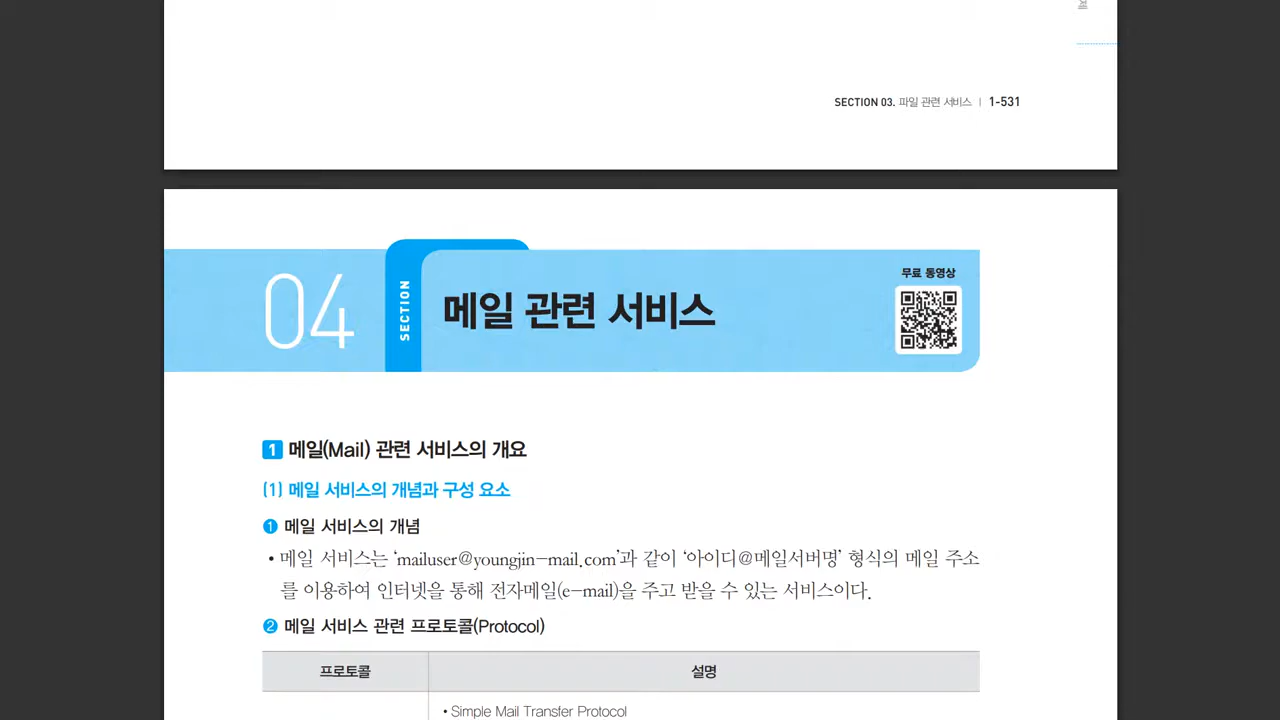 제
SECTION 03. 파일 관련 서비스 | 1-531
무료 동영상
04
SECTION
메일 관련 서비스
1 메일(Mail) 관련 서비스의 개요
(1) 메일 서비스의 개념과 구성 요소
❶ 메일 서비스의 개념
• 메일 서비스는 ‘mailuser@youngjin-mail.com’과 같이 ‘아이디@메일서버명’ 형식의 메일 주소
를 이용하여 인터넷을 통해 전자메일(e-mail)을 주고 받을 수 있는 서비스이다.
❷ 메일 서비스 관련 프로토콜(Protocol)
프로토콜 설명
• Simple Mail Transfer Protocol